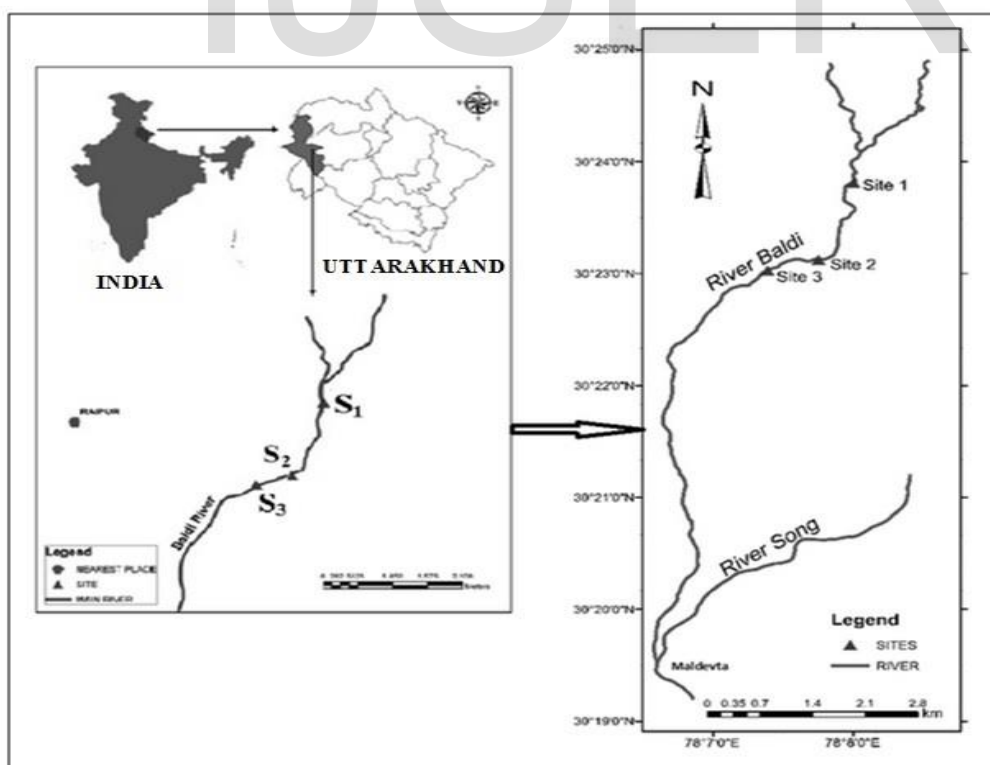 INDIA
UTTARAKHAND
RAIPUR
S1
S2
S3
Baldi River
Legend
NEAREST PLACE
SITE
MAIN RIVER
30°25'0"N
30°24'0"N
30°23'0"N
30°22'0"N
30°21'0"N
30°20'0"N
30°19'0"N
N
Site 1
River Baldi
Site 2
Site 3
River Song
Maldevta
Legend
SITES
RIVER
0 0.35 0.7 1.4 2.1 2.8
km
78°7'0"E 78°6'0"E